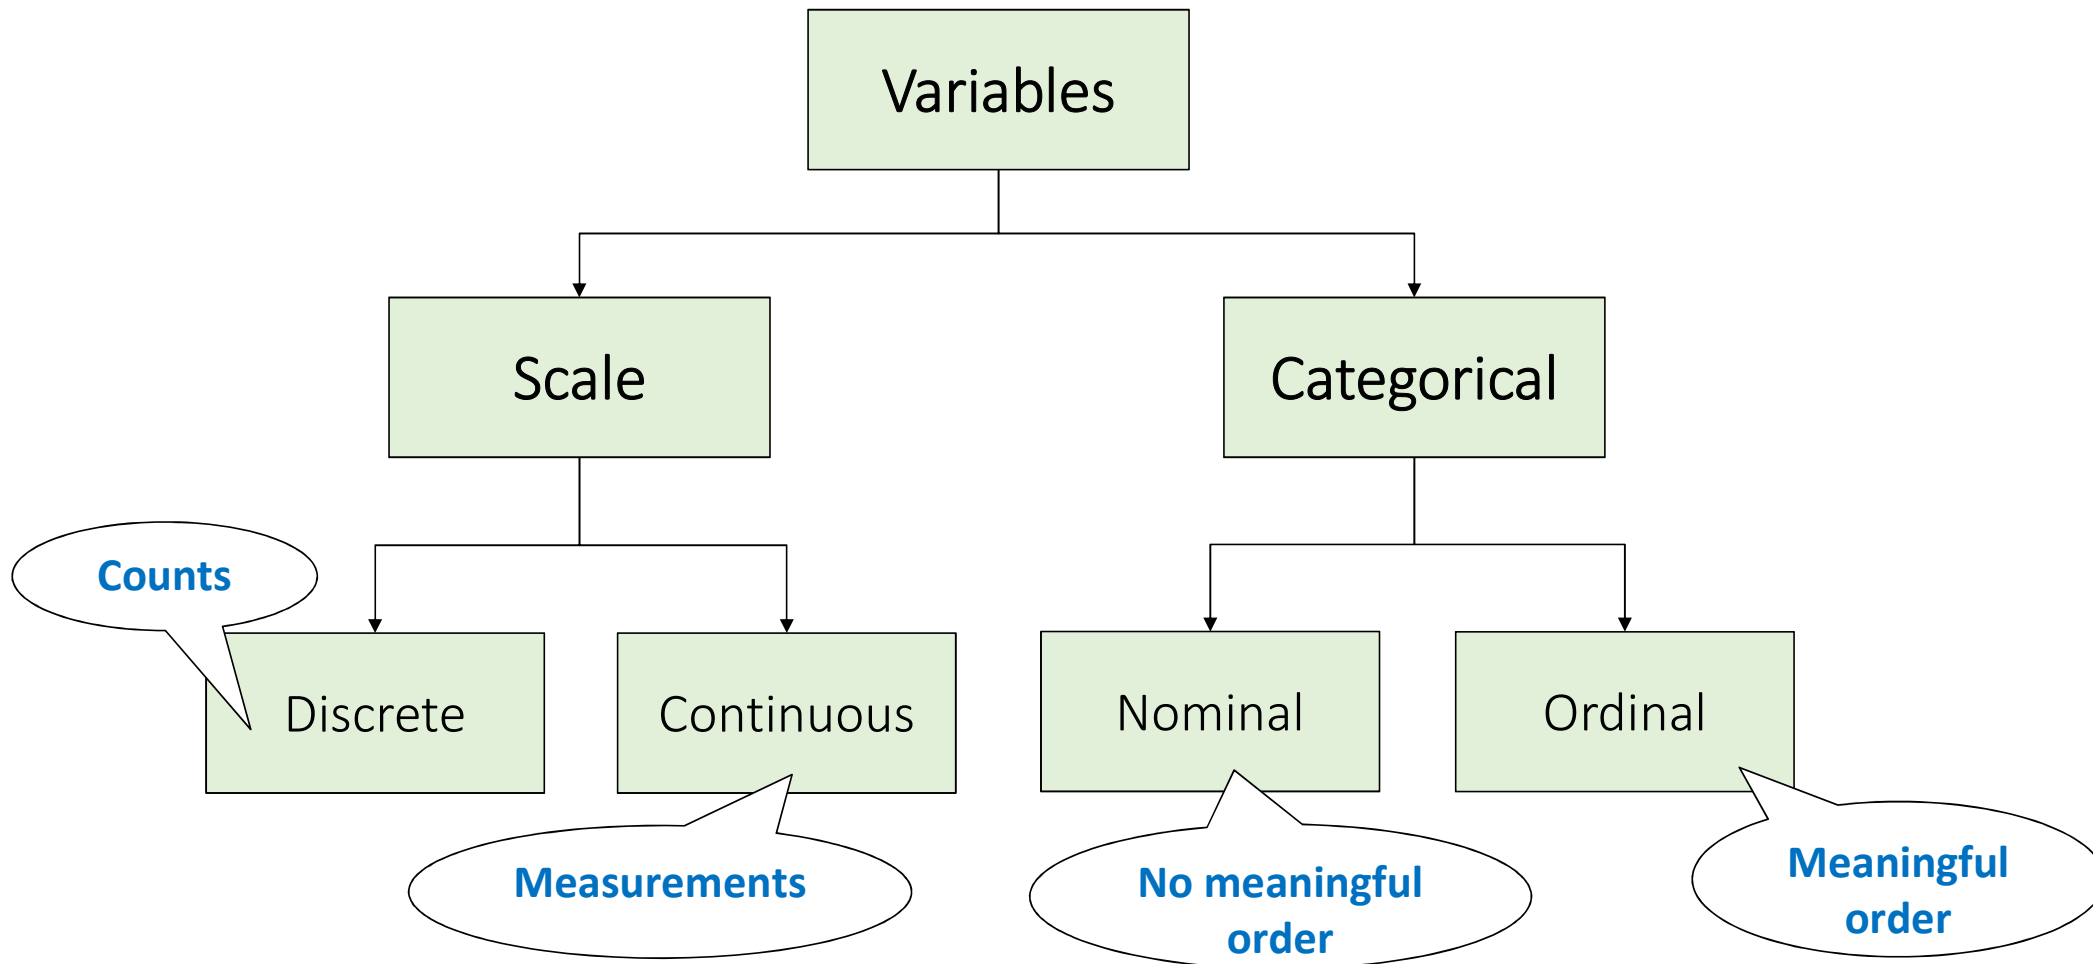 Variables
Scale
Categorical
Counts
Discrete
Continuous
Nominal
Ordinal
Measurements
No meaningful
order
Meaningful
order